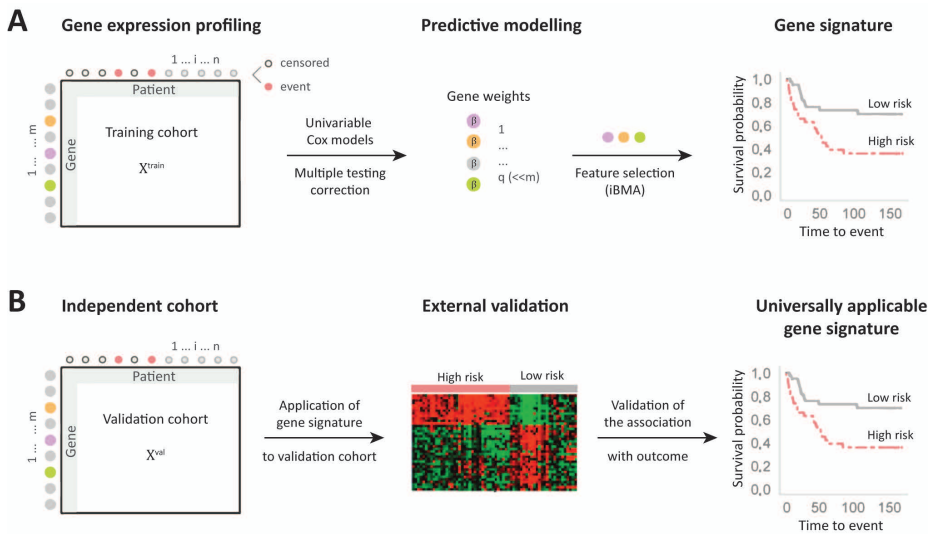 A
Gene expression profiling
Predictive modelling
Gene signature
1 ... i ... n
censored
event
Patient
Gene
1 ... ... m
Training cohort
Xtrain
Univariable
Cox models
Multiple testing
correction
Gene weights
β
β
β
β
1
...
...
q (<<m)
Feature selection
(iBMA)
Survival probability
1,0
0,8
0,6
0,4
0,2
0,0
Low risk
High risk
0 50 100 150
Time to event
B
Independent cohort
External validation
Universally applicable
gene signature
1 ... i ... n
Patient
Gene
1 ... ... m
Validation cohort
Xval
Application of
gene signature
to validation cohort
High risk
Low risk
Validation of
the association
with outcome
Survival probability
1,0
0,8
0,6
0,4
0,2
0,0
Low risk
High risk
0 50 100 150
Time to event